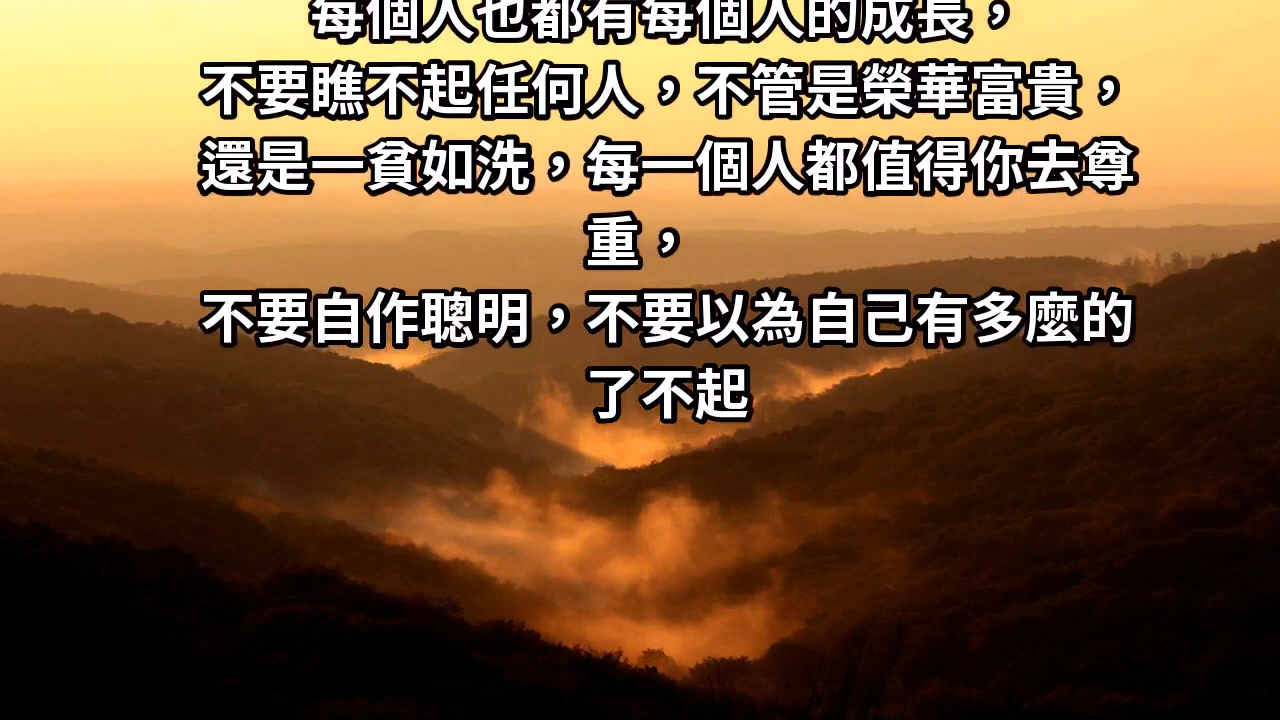 每個人也都有每個人的成長，
不要瞧不起任何人，不管是榮華富貴，
還是一貧如洗，每一個人都值得你去尊
重，
不要自作聰明，不要以為自己有多麼的
了不起